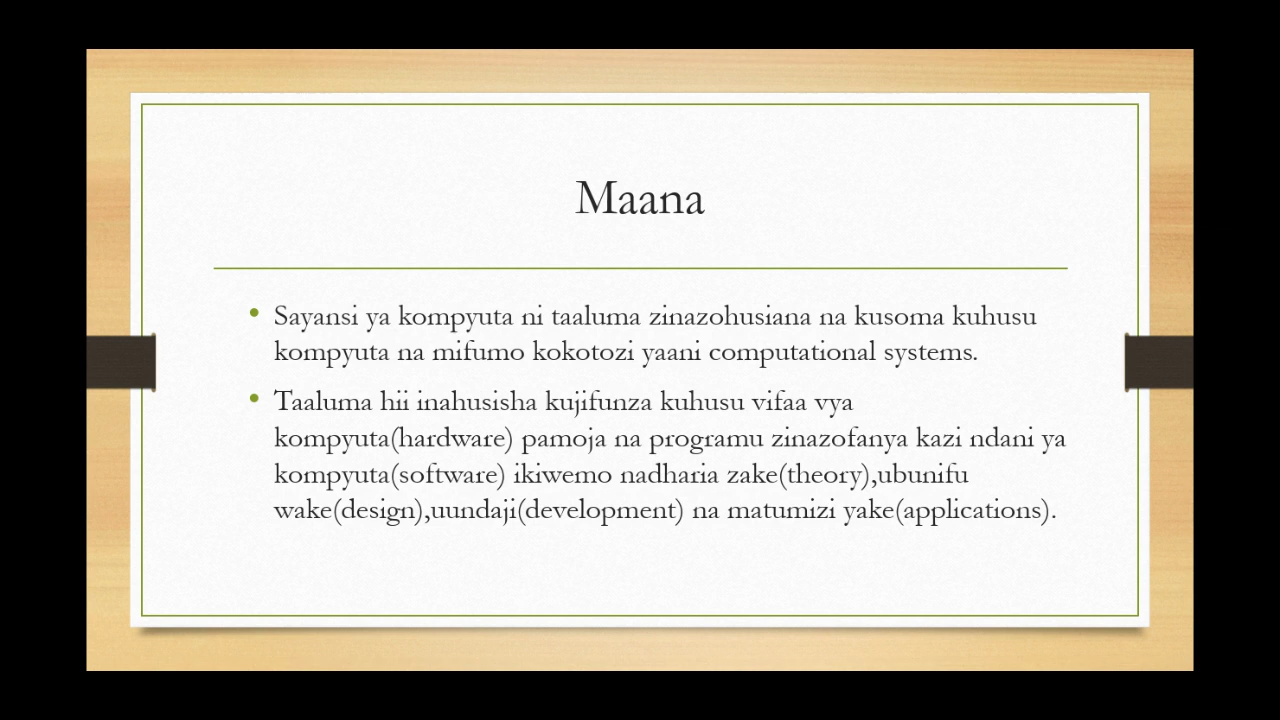 Maana
• Sayansi ya kompyuta ni taaluma zinazohusiana na kusoma kuhusu
kompyuta na mifumo kokotozi yaani computational systems.
• Taaluma hii inahusisha kujifunza kuhusu vifaa vya
kompyuta(hardware) pamoja na programu zinazofanya kazi ndani ya
kompyuta(software) ikiwemo nadharia zake(theory),ubunifu
wake(design),uundaji(development) na matumizi yake(applications).